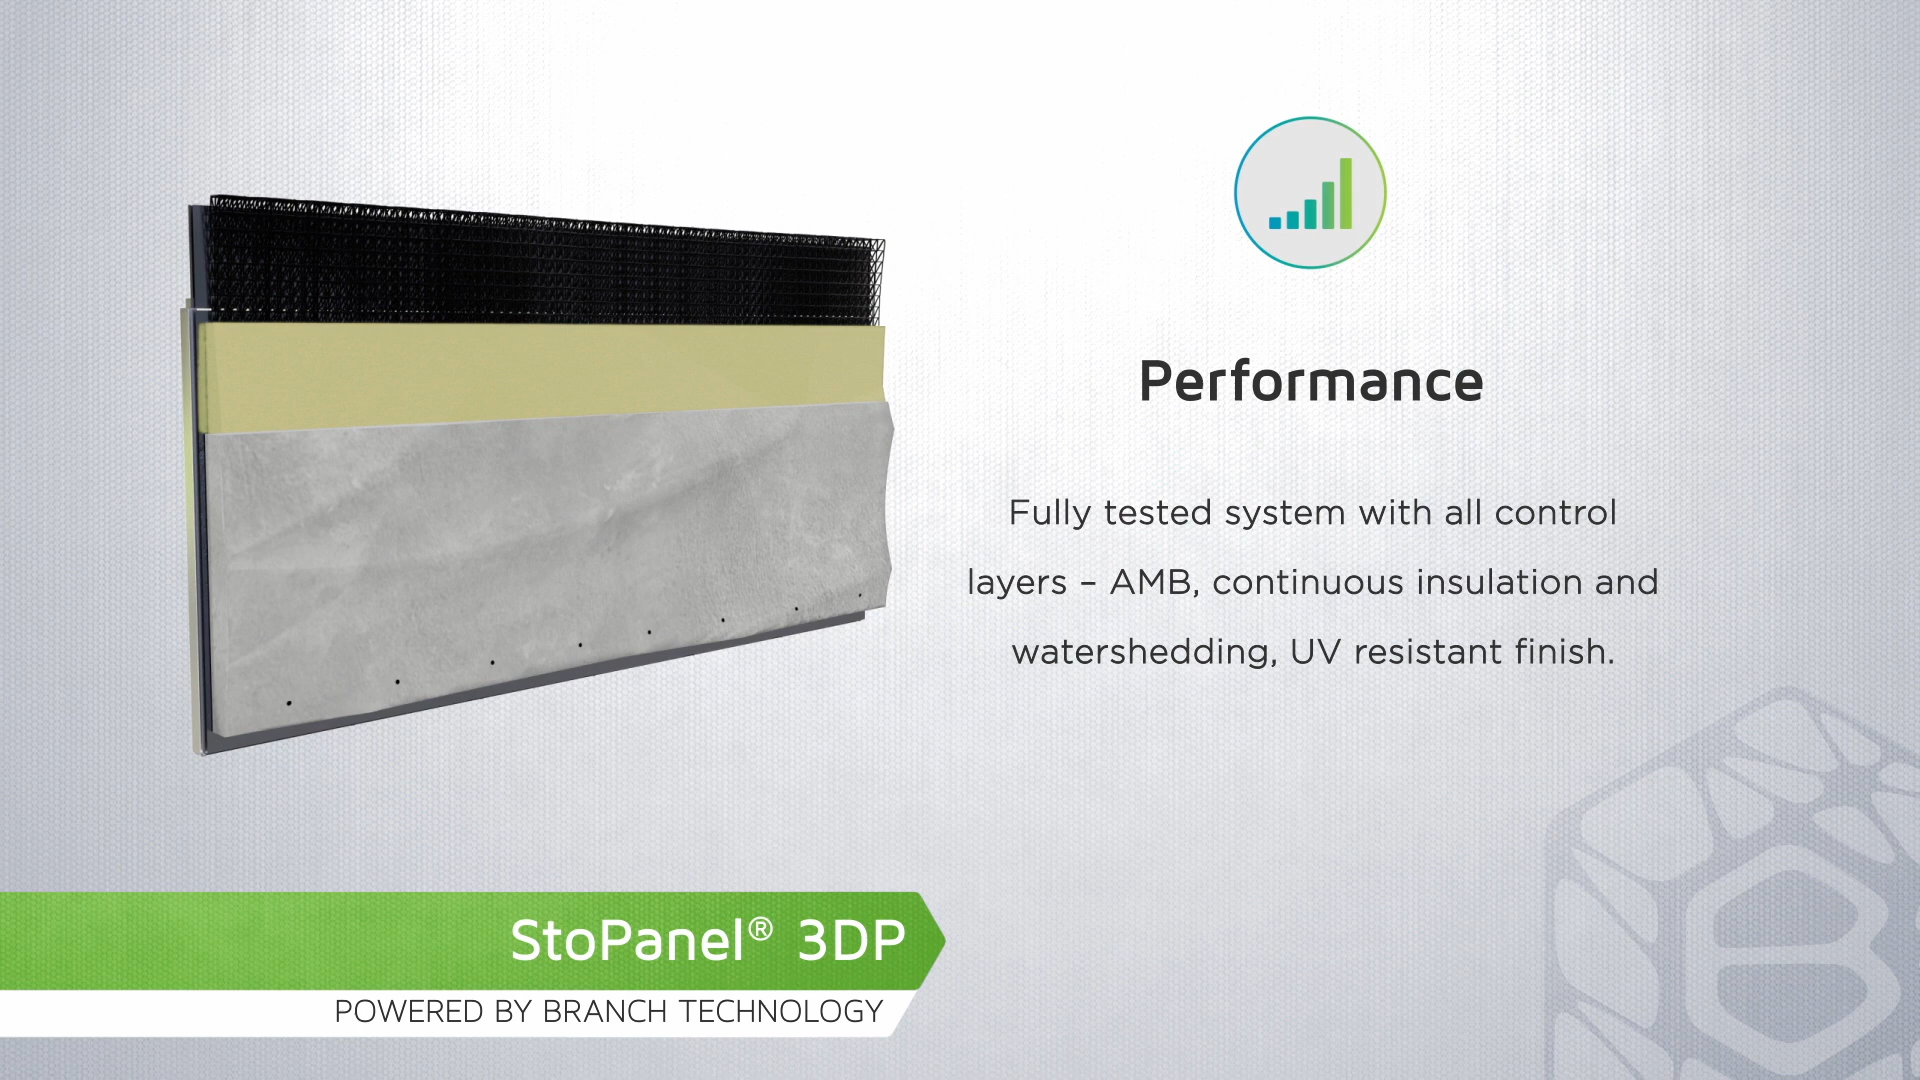 Performance
Fully tested system with all control
layers – AMB, continuous insulation and
watershedding, UV resistant finish.
StoPanel® 3DP
POWERED BY BRANCH TECHNOLOGY